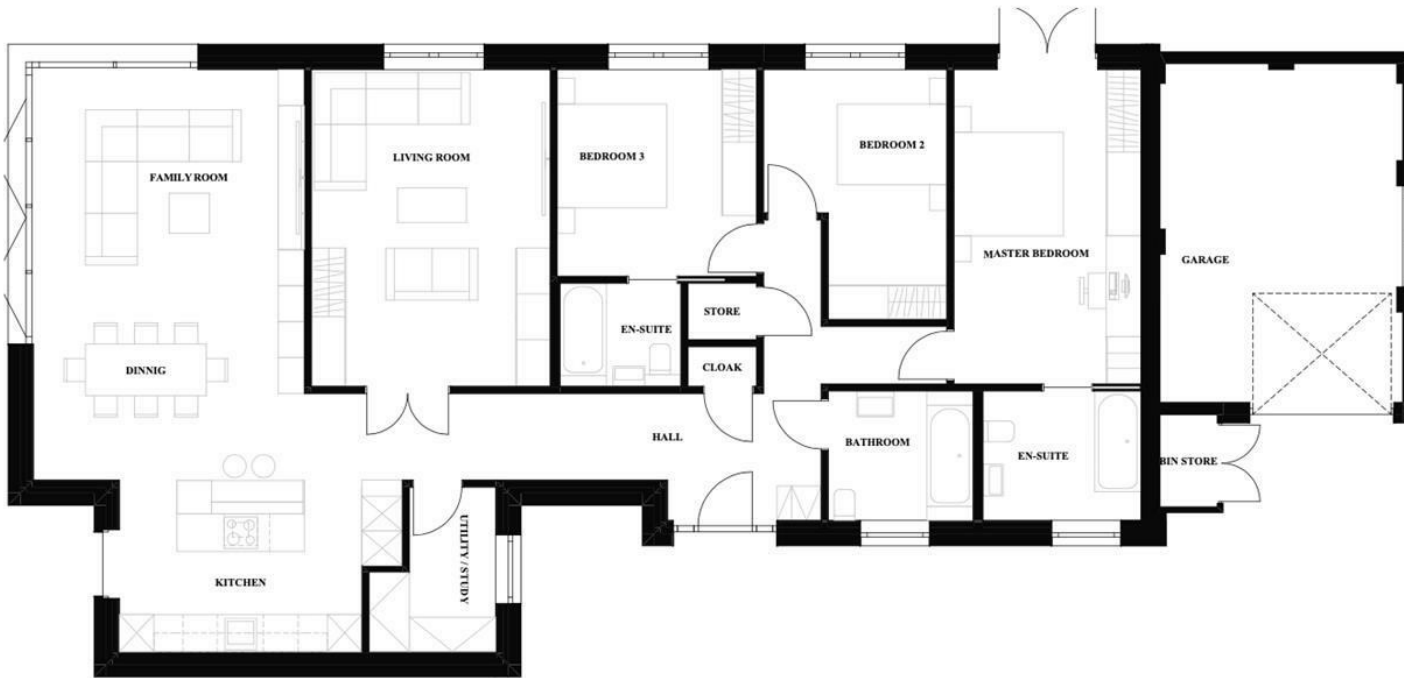 LIVING ROOM
BEDROOM 3
BEDROOM 2
FAMILY ROOM
MASTER BEDROOM
GARAGE
STORE
EN-SUITE
CLOAK
DINNIG
HALL
BATHROOM
EN-SUITE
BIN STORE
UTILITY / STUDY
KITCHEN